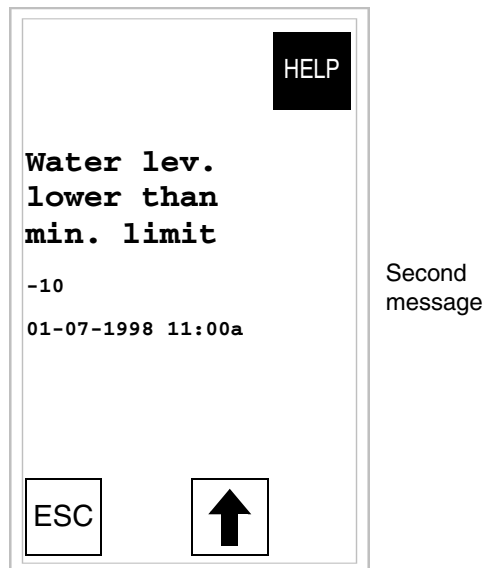 HELP
Water lev.
lower than
min. limit
-10
01-07-1998 11:00a
Second
message
ESC